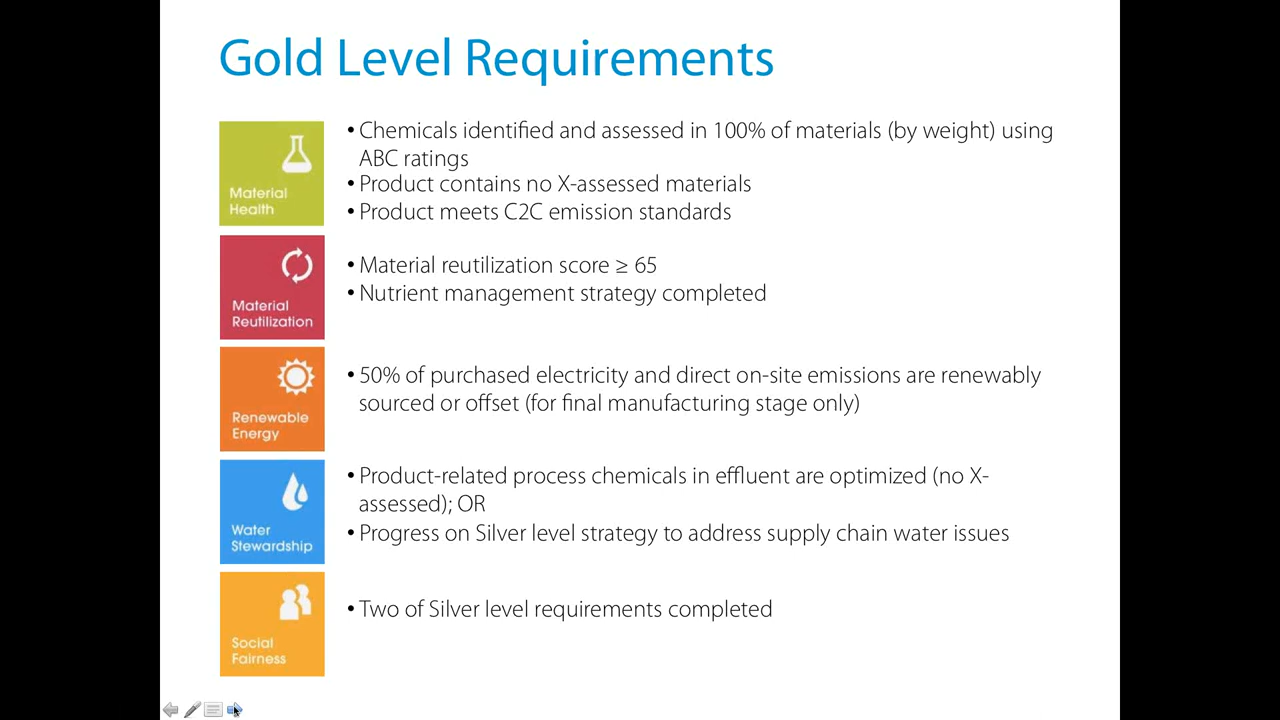 Gold Level Requirements
Material
Health
• Chemicals identified and assessed in 100% of materials (by weight) using
ABC ratings
• Product contains no X-assessed materials
• Product meets C2C emission standards
Material
Reutilization
• Material reutilization score ≥ 65
• Nutrient management strategy completed
Renewable
Energy
• 50% of purchased electricity and direct on-site emissions are renewably
sourced or offset (for final manufacturing stage only)
Water
Stewardship
• Product-related process chemicals in effluent are optimized (no X-
assessed); OR
• Progress on Silver level strategy to address supply chain water issues
Social
Fairness
• Two of Silver level requirements completed